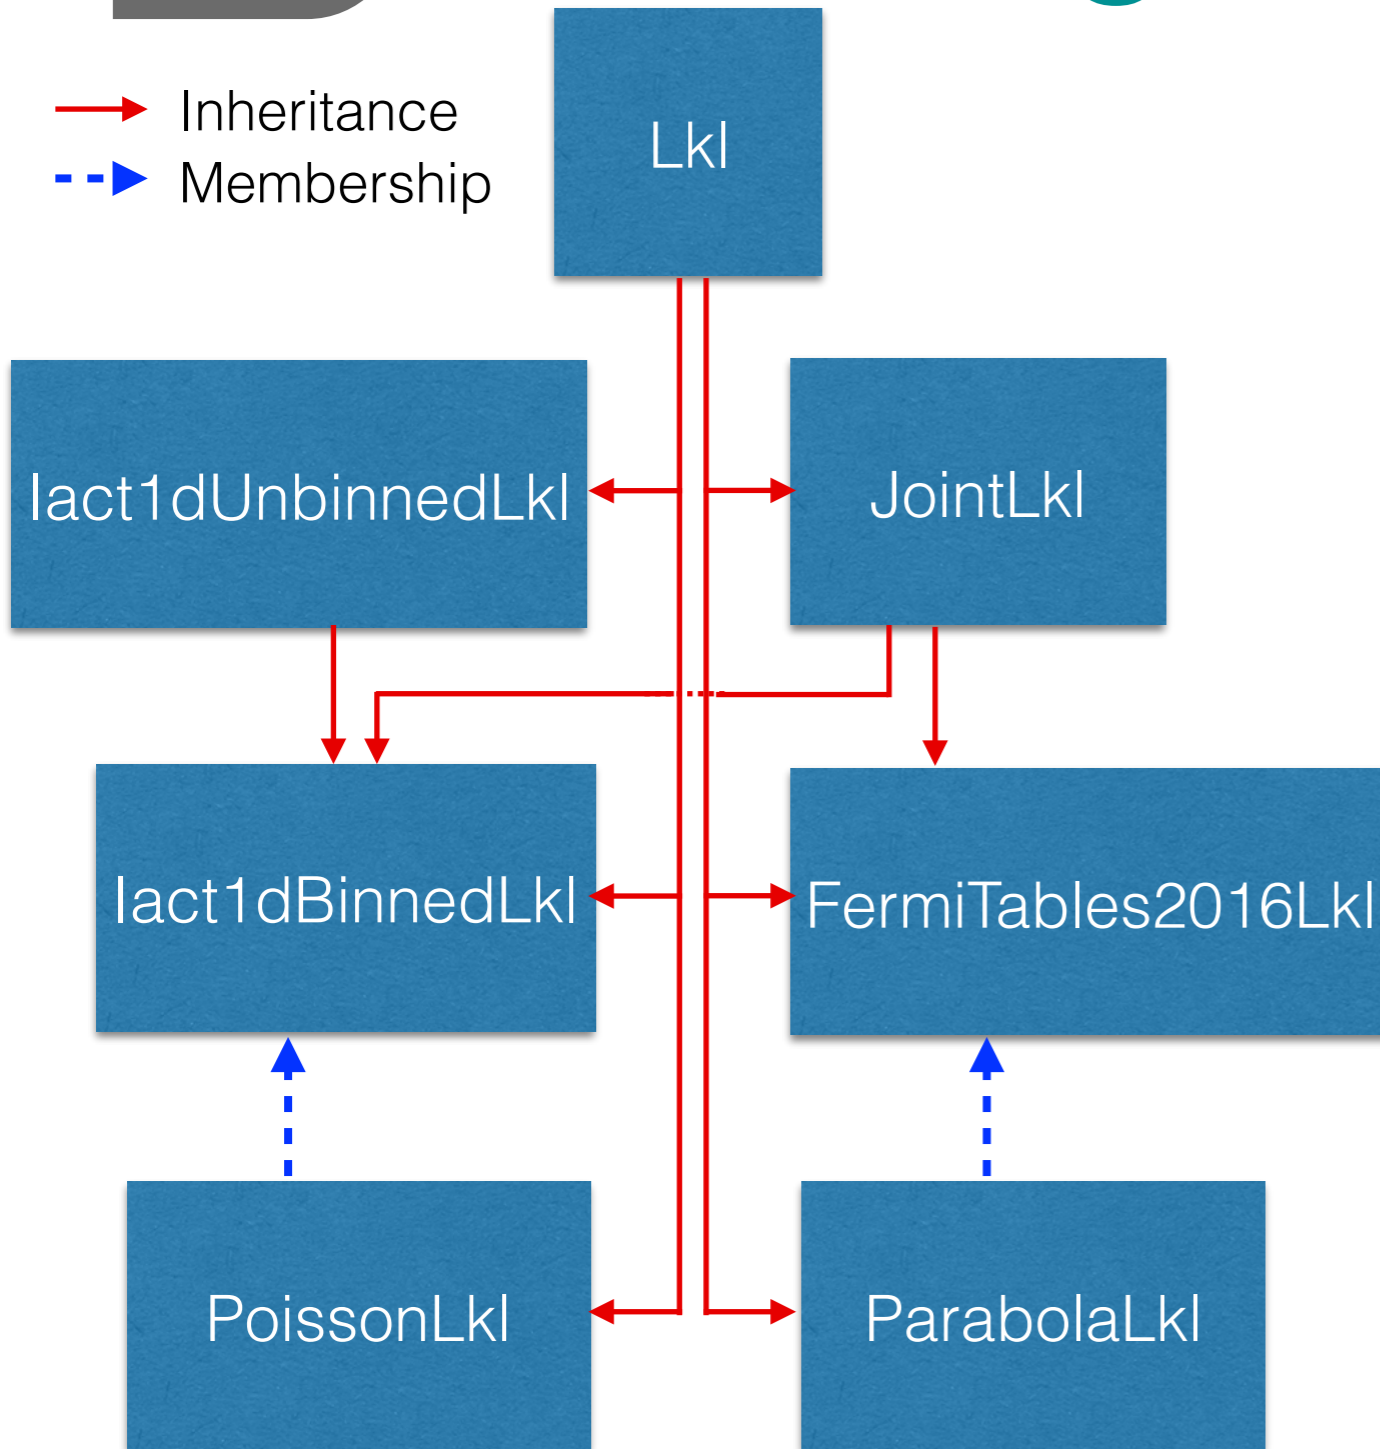 Lkl
Inheritance
Membership
Iact1dUnbinnedLkl
JointLkl
Iact1dBinnedLkl
FermiTables2016Lkl
PoissonLkl
ParabolaLkl